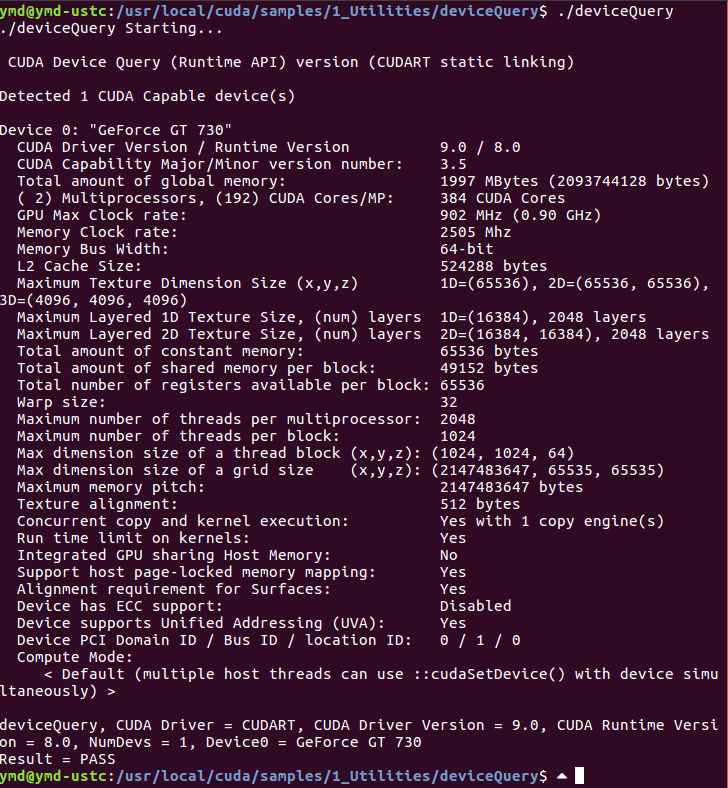 ymd@ymd-ustc:/usr/local/cuda/samples/1_Utilities/deviceQuery$ ./deviceQuery
./deviceQuery Starting...
CUDA Device Query (Runtime API) version (CUDART static linking)
Detected 1 CUDA Capable device(s)
Device 0: "GeForce GT 730"
CUDA Driver Version / Runtime Version 9.0 / 8.0
CUDA Capability Major/Minor version number: 3.5
Total amount of global memory: 1997 MBytes (2093744128 bytes)
( 2) Multiprocessors, (192) CUDA Cores/MP: 384 CUDA Cores
GPU Max Clock rate: 902 MHz (0.90 GHz)
Memory Clock rate: 2505 Mhz
Memory Bus Width: 64-bit
L2 Cache Size: 524288 bytes
Maximum Texture Dimension Size (x,y,z) 1D=(65536), 2D=(65536, 65536),
3D=(4096, 4096, 4096)
Maximum Layered 1D Texture Size, (num) layers 1D=(16384), 2048 layers
Maximum Layered 2D Texture Size, (num) layers 2D=(16384, 16384), 2048 layers
Total amount of constant memory: 65536 bytes
Total amount of shared memory per block: 49152 bytes
Total number of registers available per block: 65536
Warp size: 32
Maximum number of threads per multiprocessor: 2048
Maximum number of threads per block: 1024
Max dimension size of a thread block (x,y,z): (1024, 1024, 64)
Max dimension size of a grid size (x,y,z): (2147483647, 65535, 65535)
Maximum memory pitch: 2147483647 bytes
Texture alignment: 512 bytes
Concurrent copy and kernel execution: Yes with 1 copy engine(s)
Run time limit on kernels: Yes
Integrated GPU sharing Host Memory: No
Support host page-locked memory mapping: Yes
Alignment requirement for Surfaces: Yes
Device has ECC support: Disabled
Device supports Unified Addressing (UVA): Yes
Device PCI Domain ID / Bus ID / location ID: 0 / 1 / 0
Compute Mode:
< Default (multiple host threads can use ::cudaSetDevice() with device simu
ltaneously) >
deviceQuery, CUDA Driver = CUDART, CUDA Driver Version = 9.0, CUDA Runtime Versi
on = 8.0, NumDevs = 1, Device0 = GeForce GT 730
Result = PASS
ymd@ymd-ustc:/usr/local/cuda/samples/1_Utilities/deviceQuery$